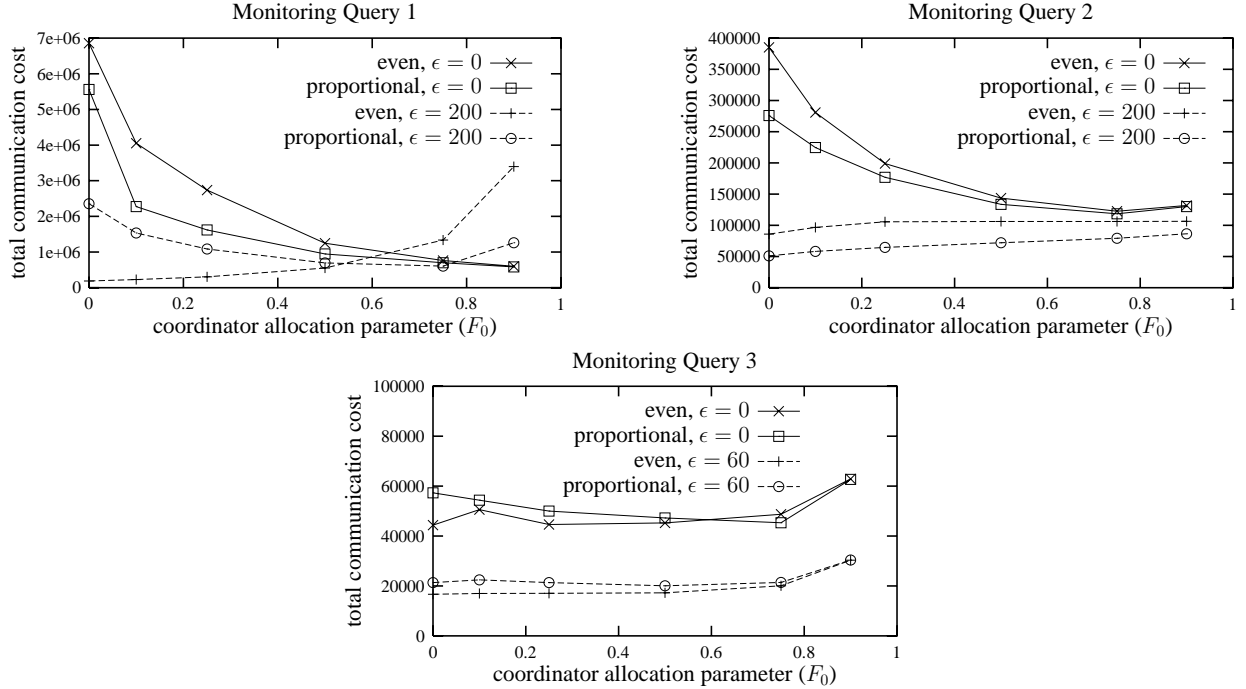 Monitoring Query 1
total communication cost
7e+06
6e+06
5e+06
4e+06
3e+06
2e+06
1e+06
0
even, ϵ = 0
proportional, ϵ = 0
even, ϵ = 200
proportional, ϵ = 200
0 0.2 0.4 0.6 0.8 1
coordinator allocation parameter (F₀)
Monitoring Query 2
total communication cost
400000
350000
300000
250000
200000
150000
100000
50000
0
even, ϵ = 0
proportional, ϵ = 0
even, ϵ = 200
proportional, ϵ = 200
0 0.2 0.4 0.6 0.8 1
coordinator allocation parameter (F₀)
Monitoring Query 3
total communication cost
100000
80000
60000
40000
20000
0
even, ϵ = 0
proportional, ϵ = 0
even, ϵ = 60
proportional, ϵ = 60
0 0.2 0.4 0.6 0.8 1
coordinator allocation parameter (F₀)